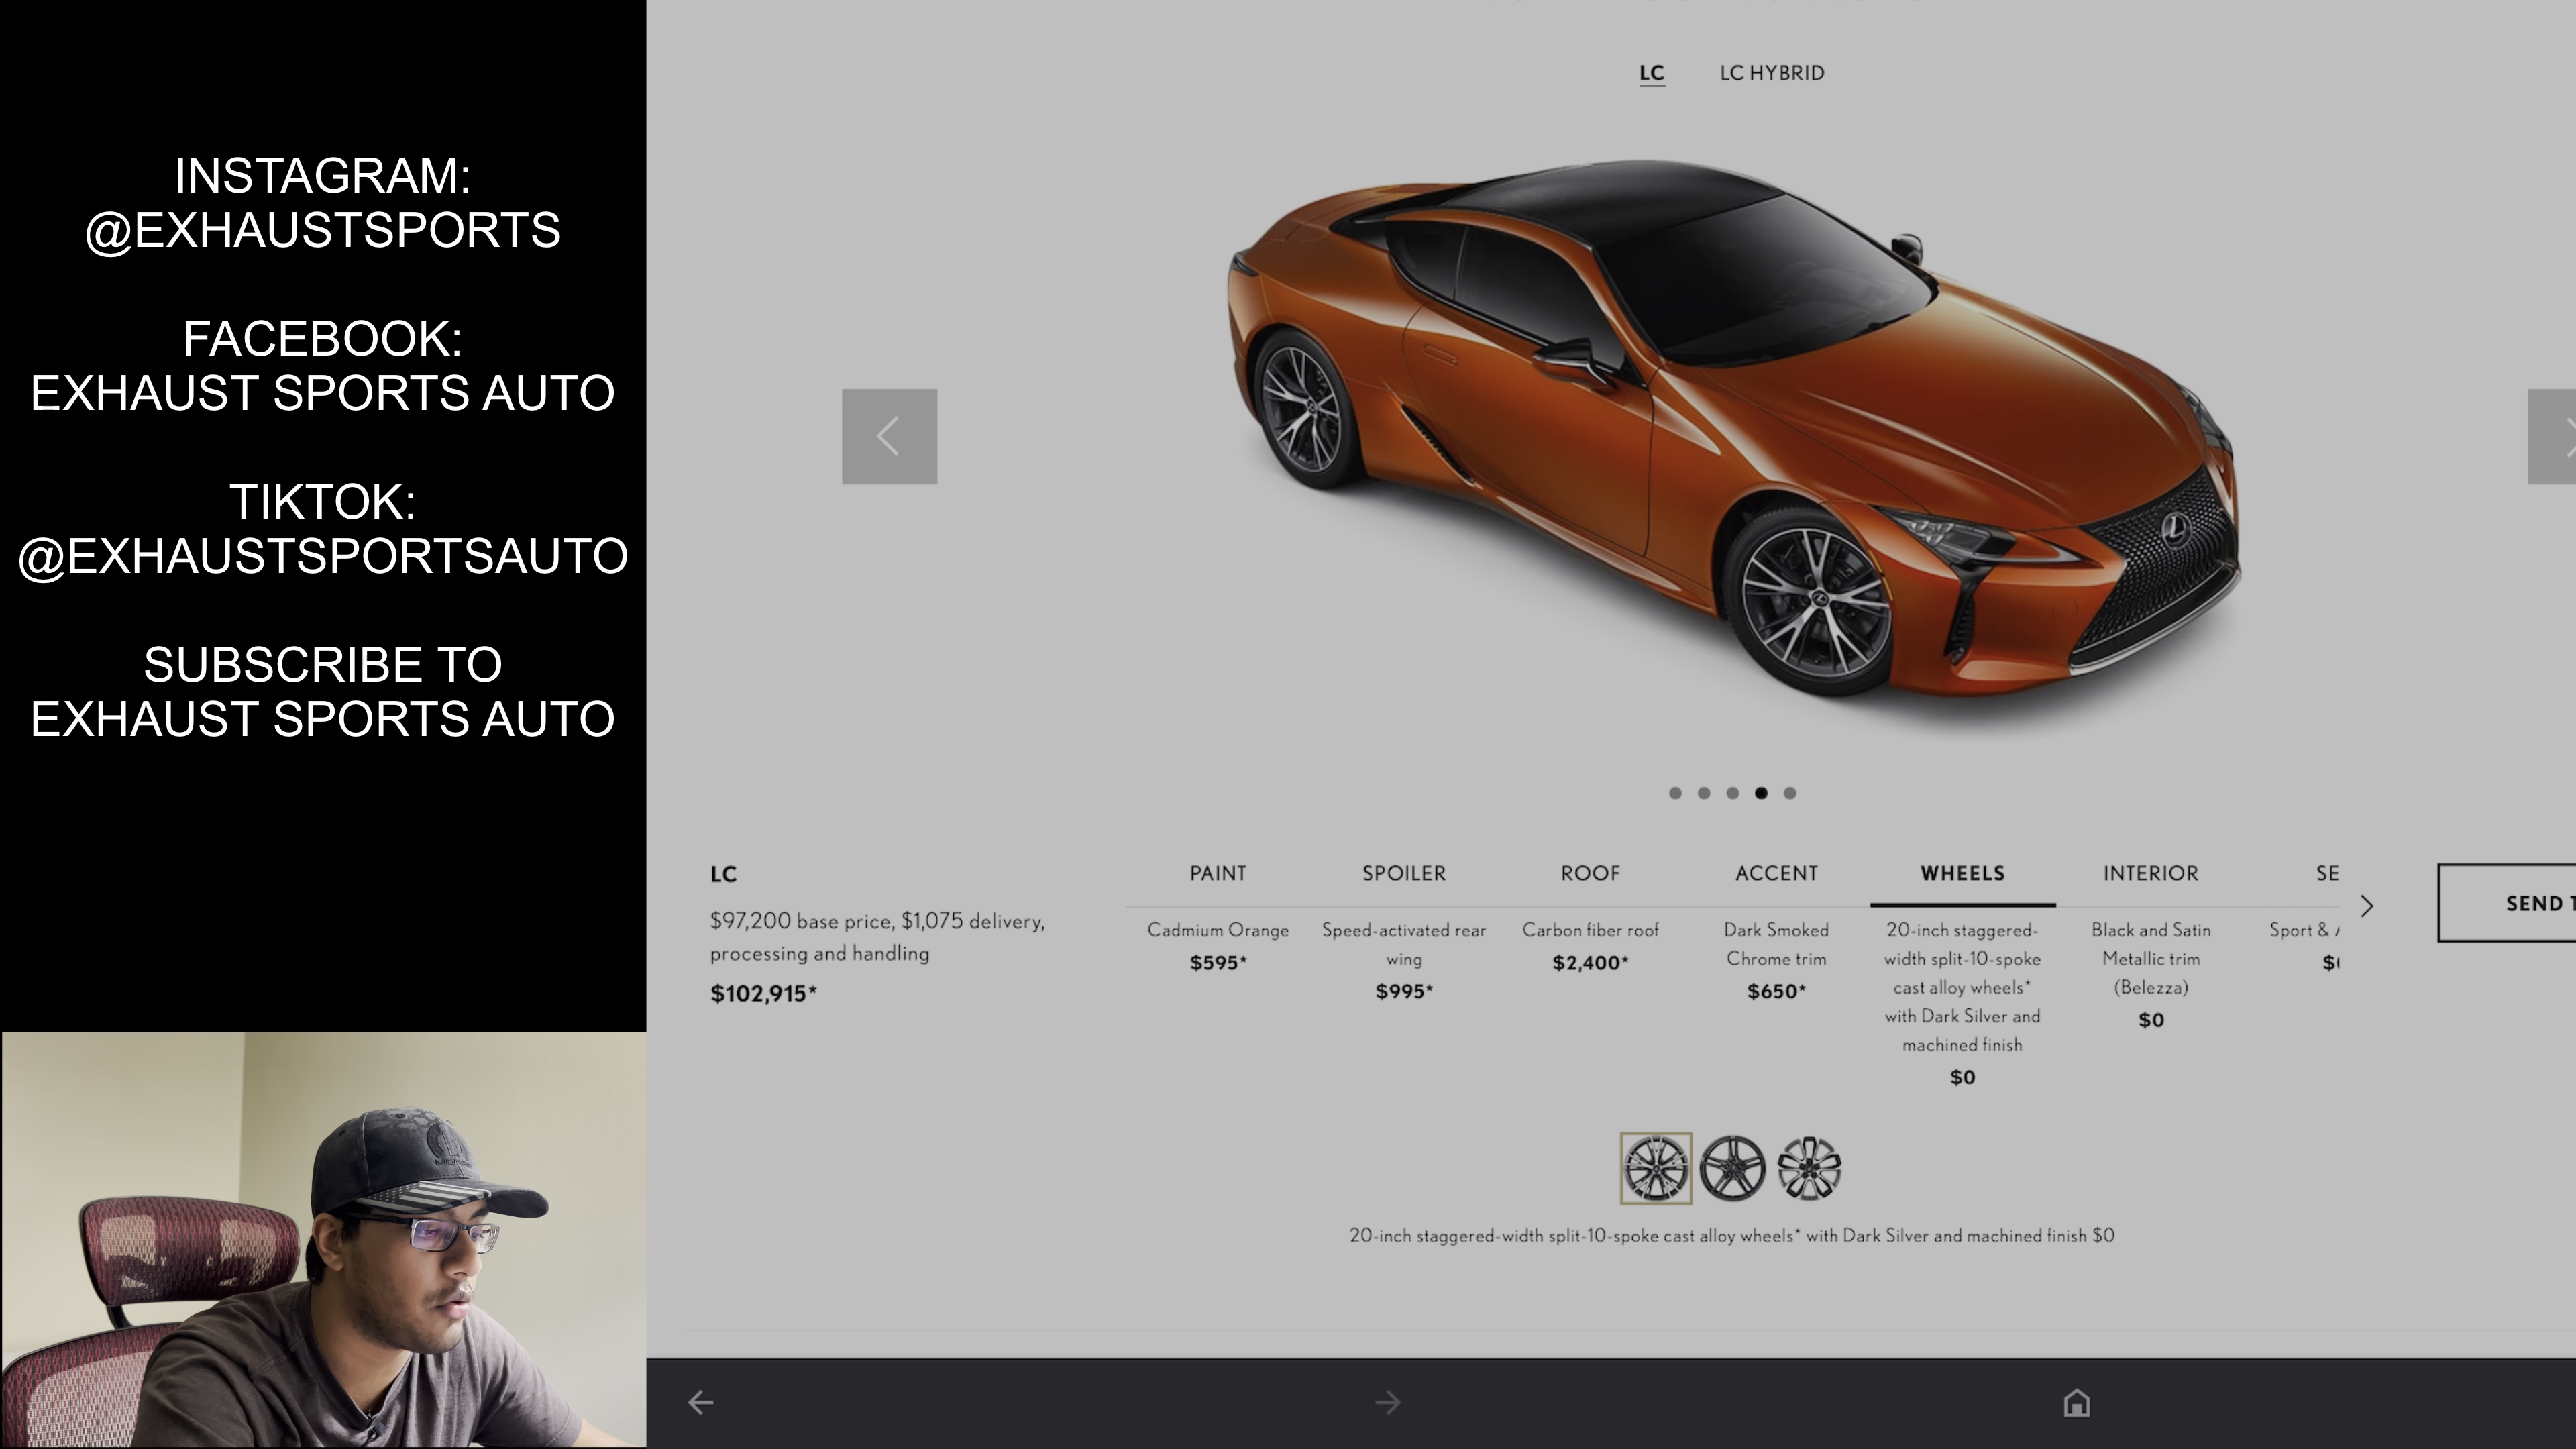 INSTAGRAM:
@EXHAUSTSPORTS
FACEBOOK:
EXHAUST SPORTS AUTO
TIKTOK:
@EXHAUSTSPORTSAUTO
SUBSCRIBE TO
EXHAUST SPORTS AUTO
LC LC HYBRID
LC
$97,200 base price, $1,075 delivery,
processing and handling
$102,915*
PAINT
Cadmium Orange
$595*
SPOILER
Speed-activated rear
wing
$995*
ROOF
Carbon fiber roof
$2,400*
ACCENT
Dark Smoked
Chrome trim
$650*
WHEELS
20-inch staggered-
width split-10-spoke
cast alloy wheels*
with Dark Silver and
machined finish
$0
INTERIOR
Black and Satin
Metallic trim
(Belezza)
$0
SE
Sport &
SEND
20-inch staggered-width split-10-spoke cast alloy wheels* with Dark Silver and machined finish $0